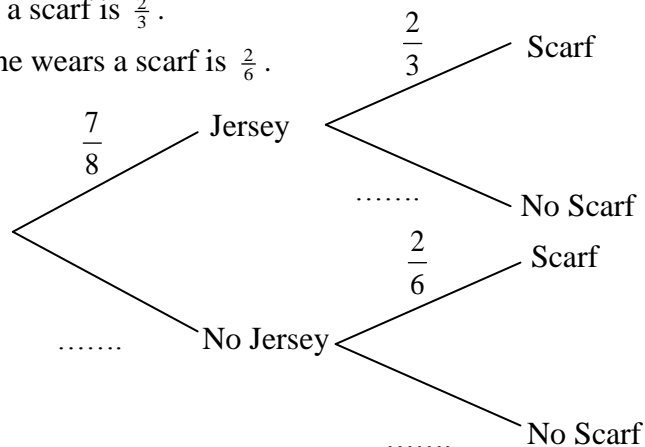 a scarf is 2/3 .
he wears a scarf is 2/6 .
2/3
Scarf
7/8
Jersey
.......
No Scarf
2/6
Scarf
.......
No Jersey
.......
No Scarf